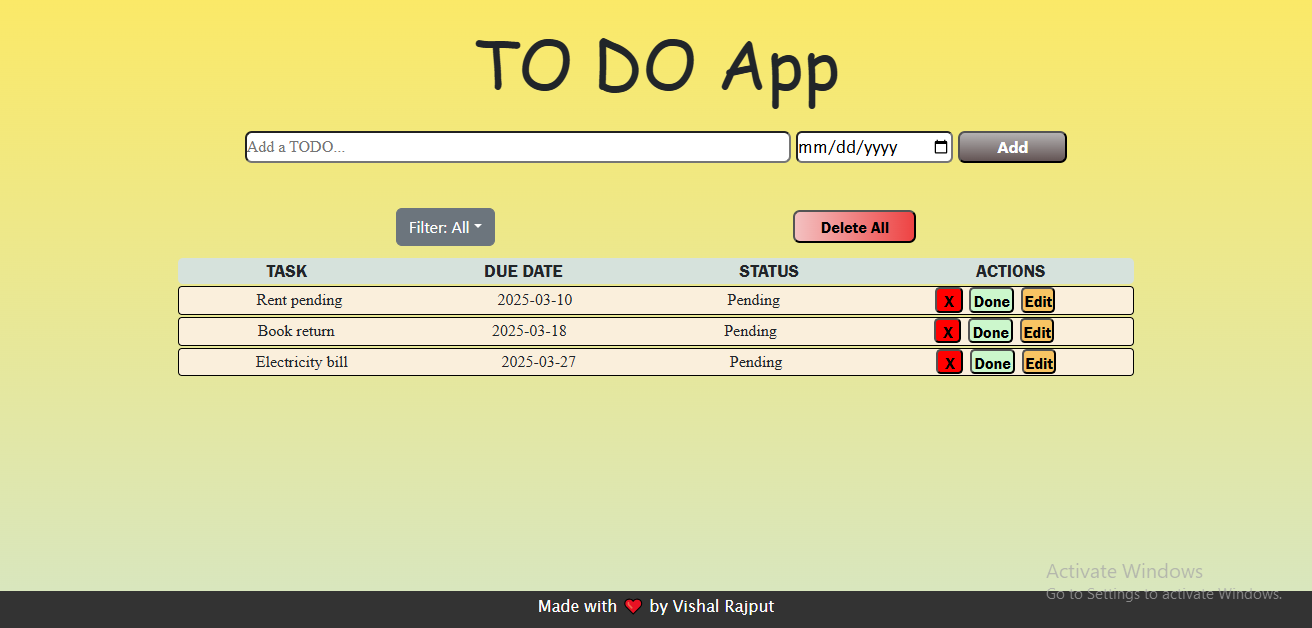 TO DO App
Add a TODO... mm/dd/yyyy Add
Filter: All Delete All
TASK DUE DATE STATUS ACTIONS
Rent pending 2025-03-10 Pending X Done Edit
Book return 2025-03-18 Pending X Done Edit
Electricity bill 2025-03-27 Pending X Done Edit
Activate Windows
Go to Settings to activate Windows.
Made with ❤️ by Vishal Rajput